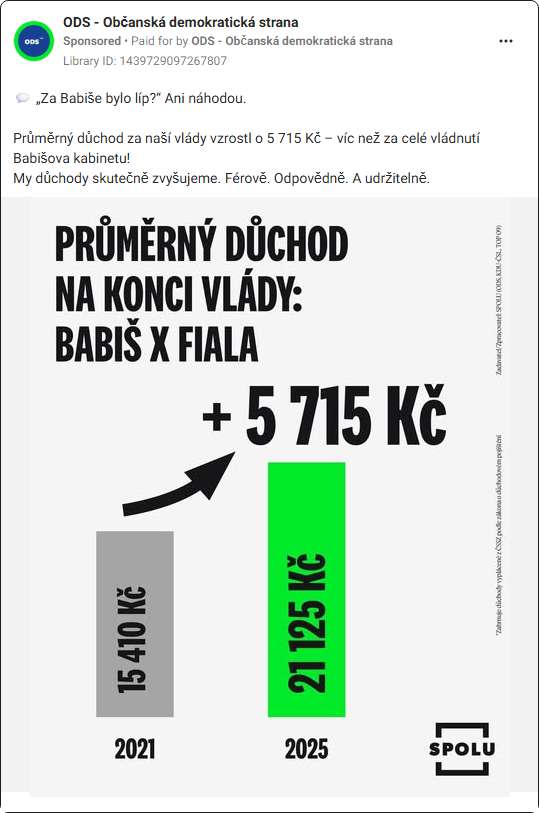 ODS - Občanská demokratická strana
Sponsored • Paid for by ODS - Občanská demokratická strana
Library ID: 1439729097267807
ODS
„Za Babiše bylo líp?“ Ani náhodou.
Průměrný důchod za naší vlády vzrostl o 5 715 Kč – víc než za celé vládnutí
Babišova kabinetu!
My důchody skutečně zvyšujeme. Férově. Odpovědně. A udržitelně.
PRŮMĚRNÝ DŮCHOD
NA KONCI VLÁDY:
BABIŠ X FIALA
+ 5 715 Kč
15 410 Kč
21 125 Kč
2021
2025
SPOLU
Zadavatel/Zpracovatel: SPOLU (ODS, KDU-ČSL, TOP 09)
*Zahrnuje důchody vyplácené z ČSSZ podle zákona o důchodovém pojištění